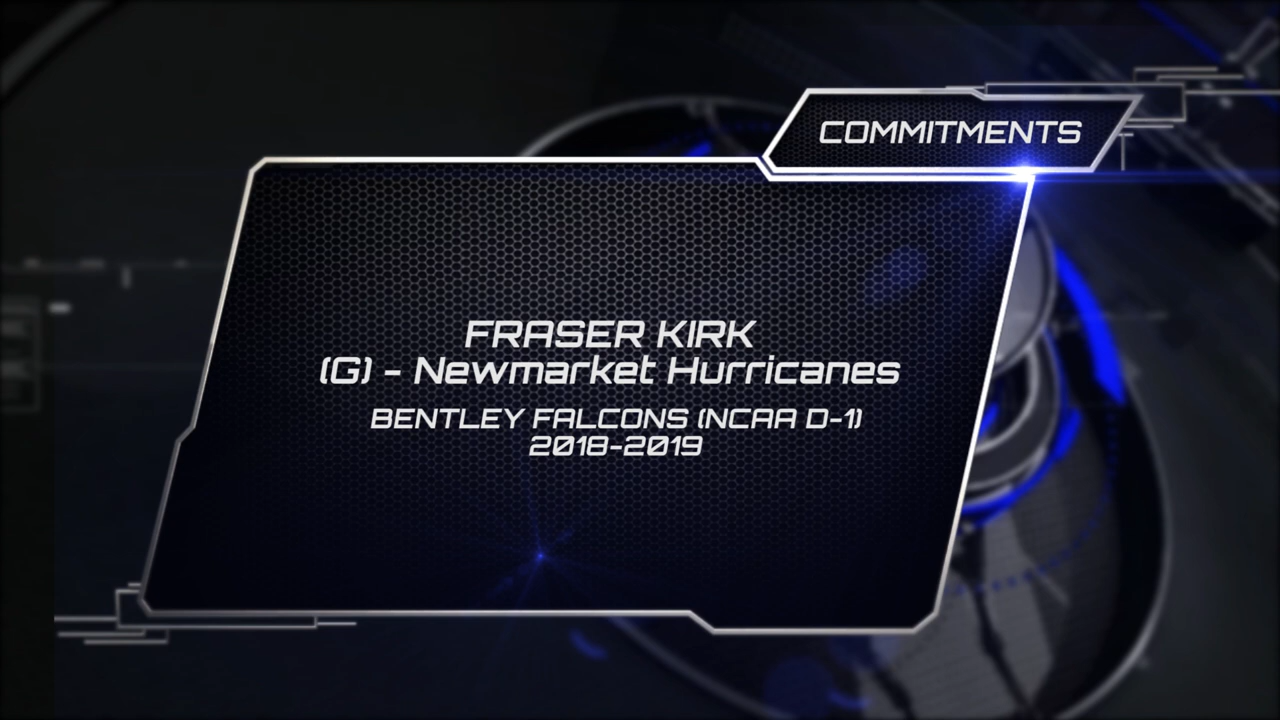 COMMITMENTS
FRASER KIRK
(G) - Newmarket Hurricanes
BENTLEY FALCONS (NCAA D-1)
2018-2019